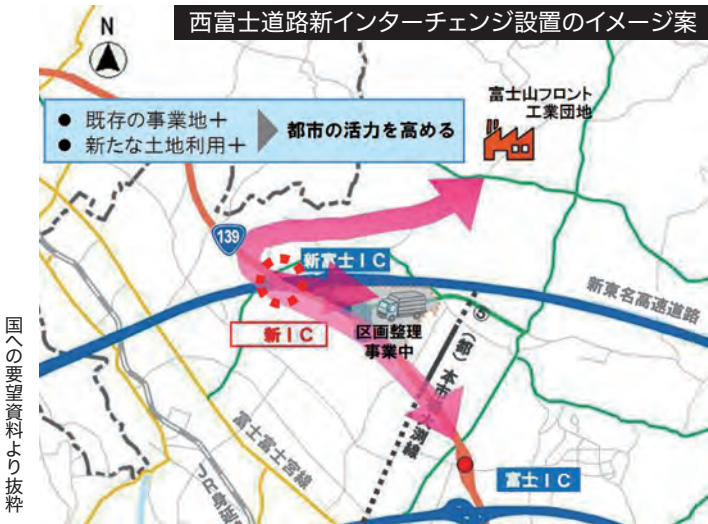 西富士道路新インターチェンジ設置のイメージ案
N
● 既存の事業地+
● 新たな土地利用+
都市の活力を高める
富士山フロント
工業団地
139
新富士IC
新東名高速道路
新IC
区画整理
事業中
⑤
(都)本市
大渕線
富士富士宮線
富士IC
国への要望資料より抜粋